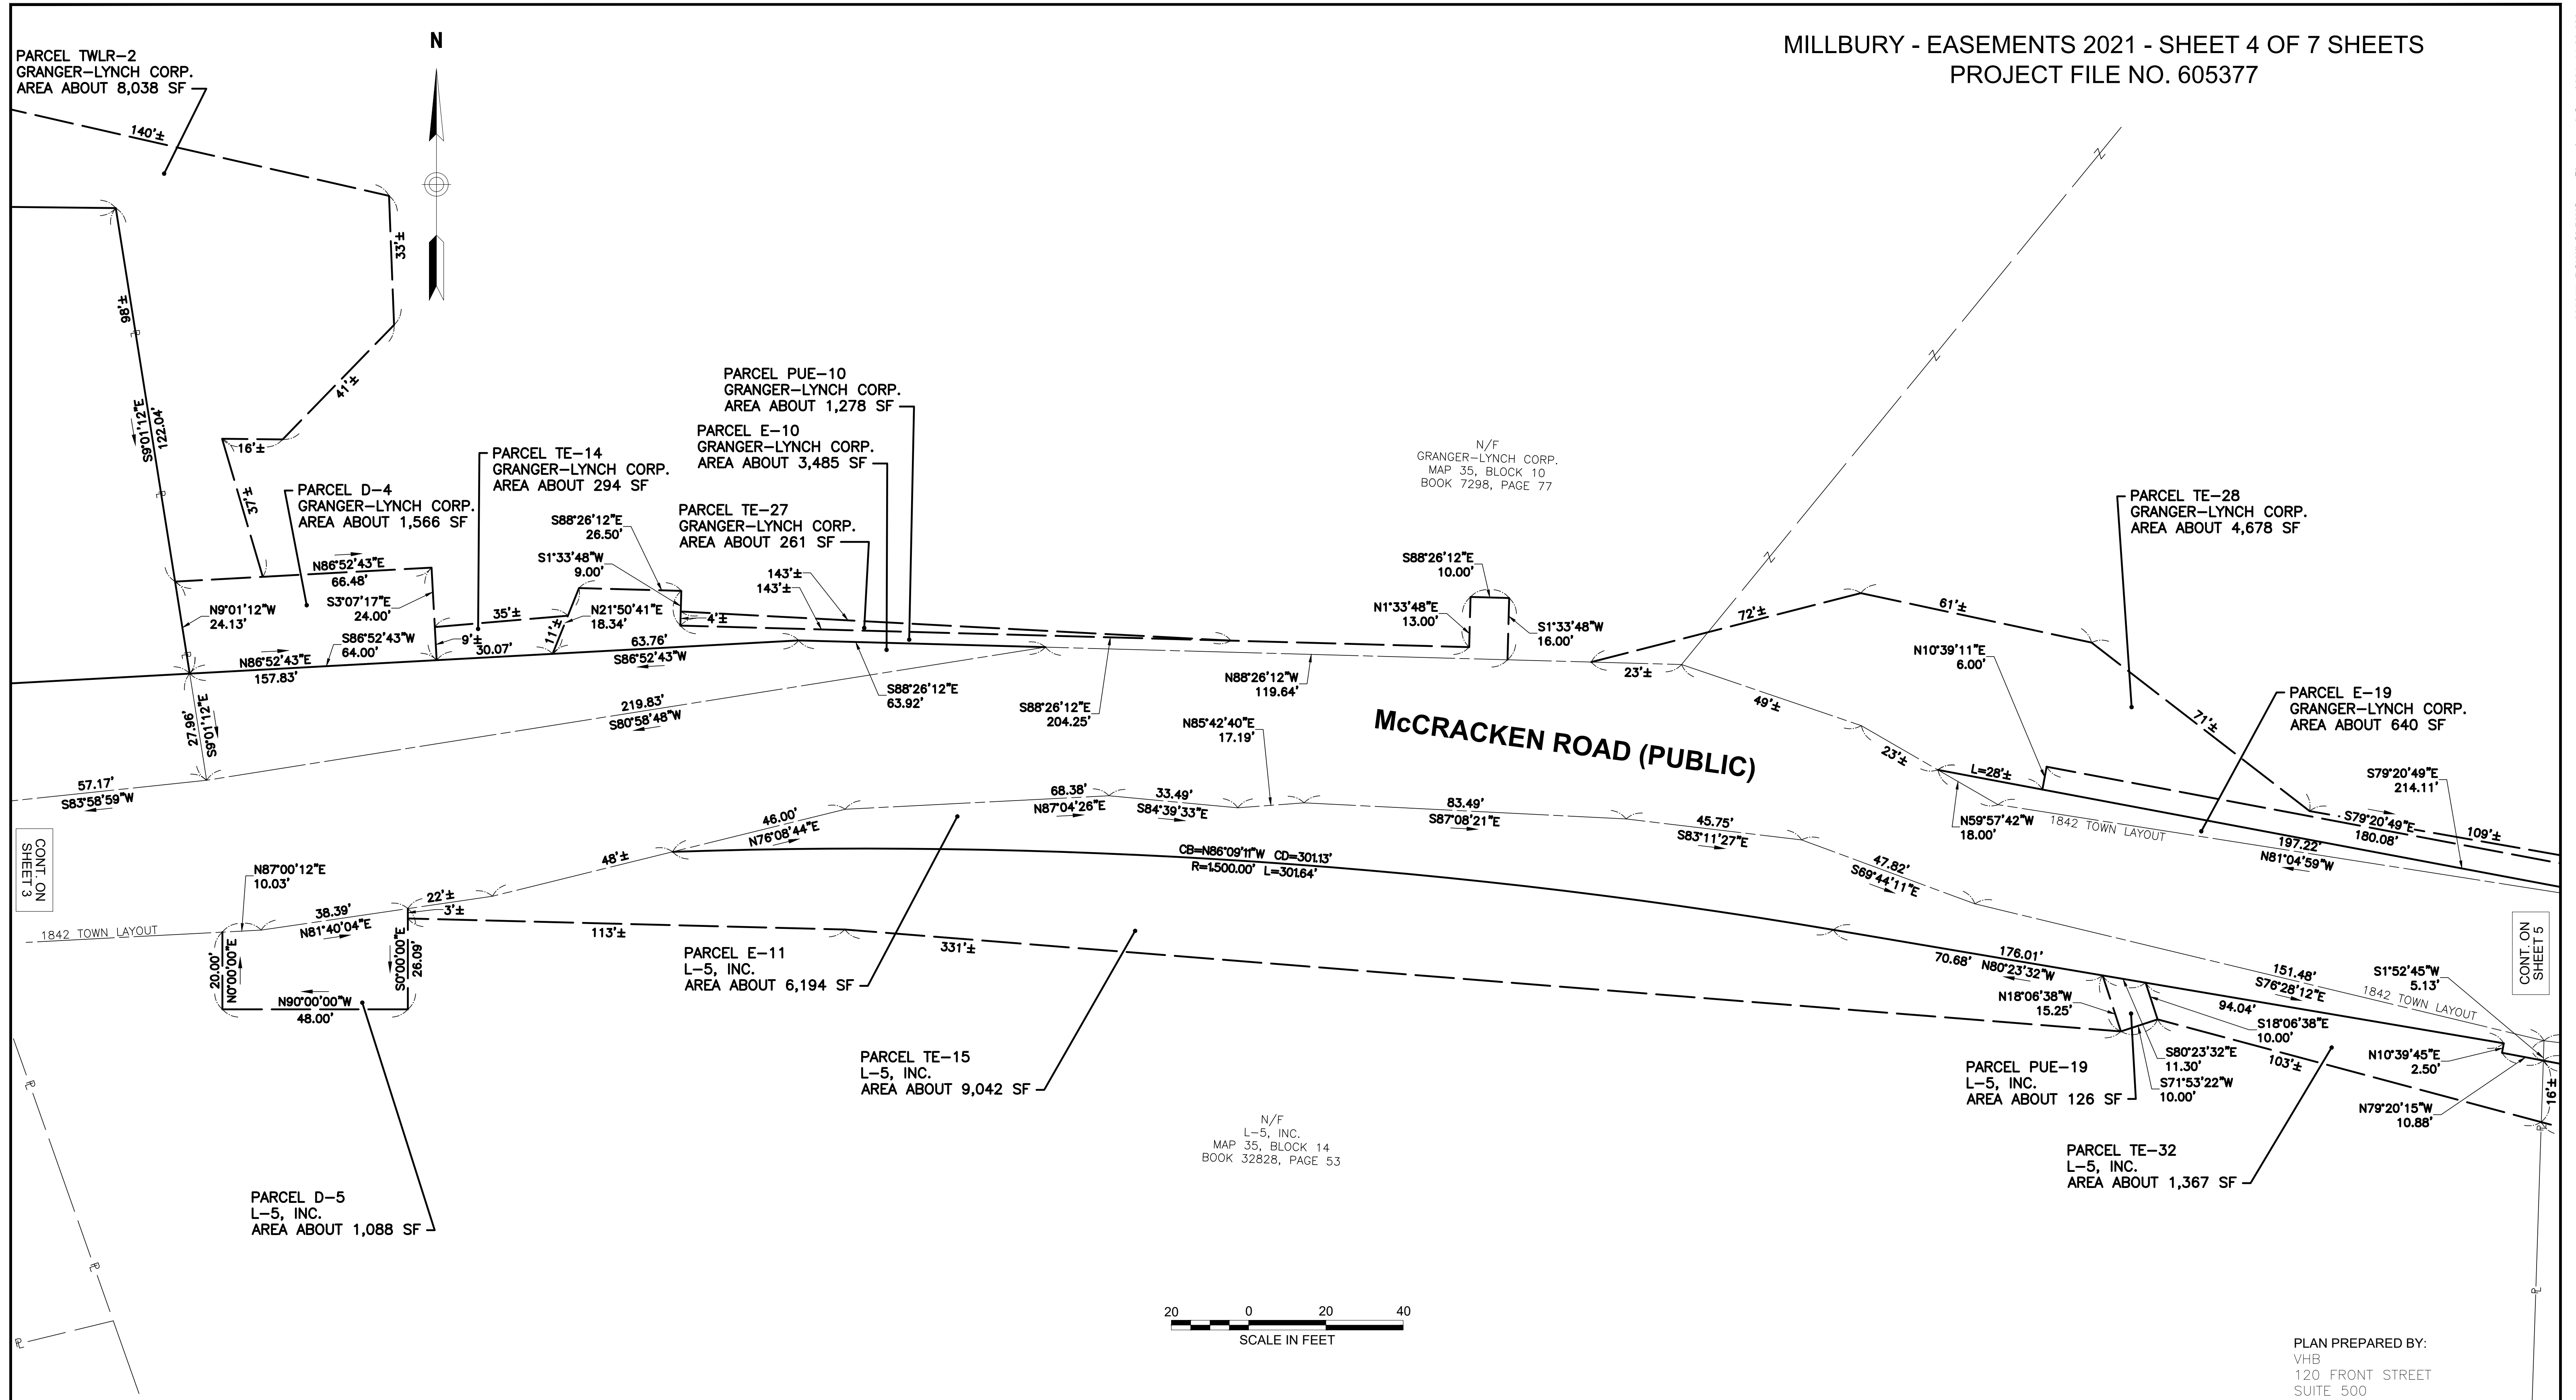 MILLBURY - EASEMENTS 2021 - SHEET 4 OF 7 SHEETS
PROJECT FILE NO. 605377
N
PARCEL TWLR-2
GRANGER-LYNCH CORP.
AREA ABOUT 8,038 SF
140'±
33'±
41'±
16'±
37'±
98'±
S9°01'12"E
122.04'
PARCEL D-4
GRANGER-LYNCH CORP.
AREA ABOUT 1,566 SF
N86°52'43"E
66.48'
S3°07'17"E
24.00'
N9°01'12"W
24.13'
S86°52'43"W
64.00'
N86°52'43"E
157.83'
27.96'
S9°01'12"E
PARCEL TE-14
GRANGER-LYNCH CORP.
AREA ABOUT 294 SF
35'±
9'±
30.07'
11'±
N21°50'41"E
18.34'
S88°26'12"E
26.50'
S1°33'48"W
9.00'
4'±
PARCEL PUE-10
GRANGER-LYNCH CORP.
AREA ABOUT 1,278 SF
PARCEL E-10
GRANGER-LYNCH CORP.
AREA ABOUT 3,485 SF
PARCEL TE-27
GRANGER-LYNCH CORP.
AREA ABOUT 261 SF
143'±
143'±
63.76'
S86°52'43"W
S88°26'12"E
63.92'
S88°26'12"E
204.25'
219.83'
S80°58'48"W
57.17'
S83°58'59"W
N/F
GRANGER-LYNCH CORP.
MAP 35, BLOCK 10
BOOK 7298, PAGE 77
S88°26'12"E
10.00'
N1°33'48"E
13.00'
S1°33'48"W
16.00'
N88°26'12"W
119.64'
23'±
72'±
61'±
71'±
49'±
23'±
PARCEL TE-28
GRANGER-LYNCH CORP.
AREA ABOUT 4,678 SF
N10°39'11"E
6.00'
PARCEL E-19
GRANGER-LYNCH CORP.
AREA ABOUT 640 SF
L=28'±
S79°20'49"E
214.11'
S79°20'49"E
180.08'
109'±
197.22'
N81°04'59"W
N59°57'42"W
18.00'
1842 TOWN LAYOUT
McCRACKEN ROAD (PUBLIC)
CONT. ON
SHEET 3
1842 TOWN LAYOUT
N87°00'12"E
10.03'
38.39'
N81°40'04"E
22'±
3'±
48'±
46.00'
N76°08'44"E
68.38'
N87°04'26"E
33.49'
S84°39'33"E
N85°42'40"E
17.19'
83.49'
S87°08'21"E
45.75'
S83°11'27"E
47.82'
S69°44'11"E
151.48'
S76°28'12"E
1842 TOWN LAYOUT
CB=N86°09'11"W CD=301.13'
R=1,500.00' L=301.64'
20.00'
N0°00'00"E
N90°00'00"W
48.00'
S0°00'00"E
26.09'
113'±
331'±
PARCEL D-5
L-5, INC.
AREA ABOUT 1,088 SF
PARCEL E-11
L-5, INC.
AREA ABOUT 6,194 SF
PARCEL TE-15
L-5, INC.
AREA ABOUT 9,042 SF
N/F
L-5, INC.
MAP 35, BLOCK 14
BOOK 32828, PAGE 53
176.01'
N80°23'32"W
70.68'
N18°06'38"W
15.25'
94.04'
S18°06'38"E
10.00'
S80°23'32"E
11.30'
S71°53'22"W
10.00'
PARCEL PUE-19
L-5, INC.
AREA ABOUT 126 SF
103'±
PARCEL TE-32
L-5, INC.
AREA ABOUT 1,367 SF
S1°52'45"W
5.13'
N10°39'45"E
2.50'
N79°20'15"W
10.88'
16'±
CONT. ON
SHEET 5
20 0 20 40
SCALE IN FEET
PLAN PREPARED BY:
VHB
120 FRONT STREET
SUITE 500